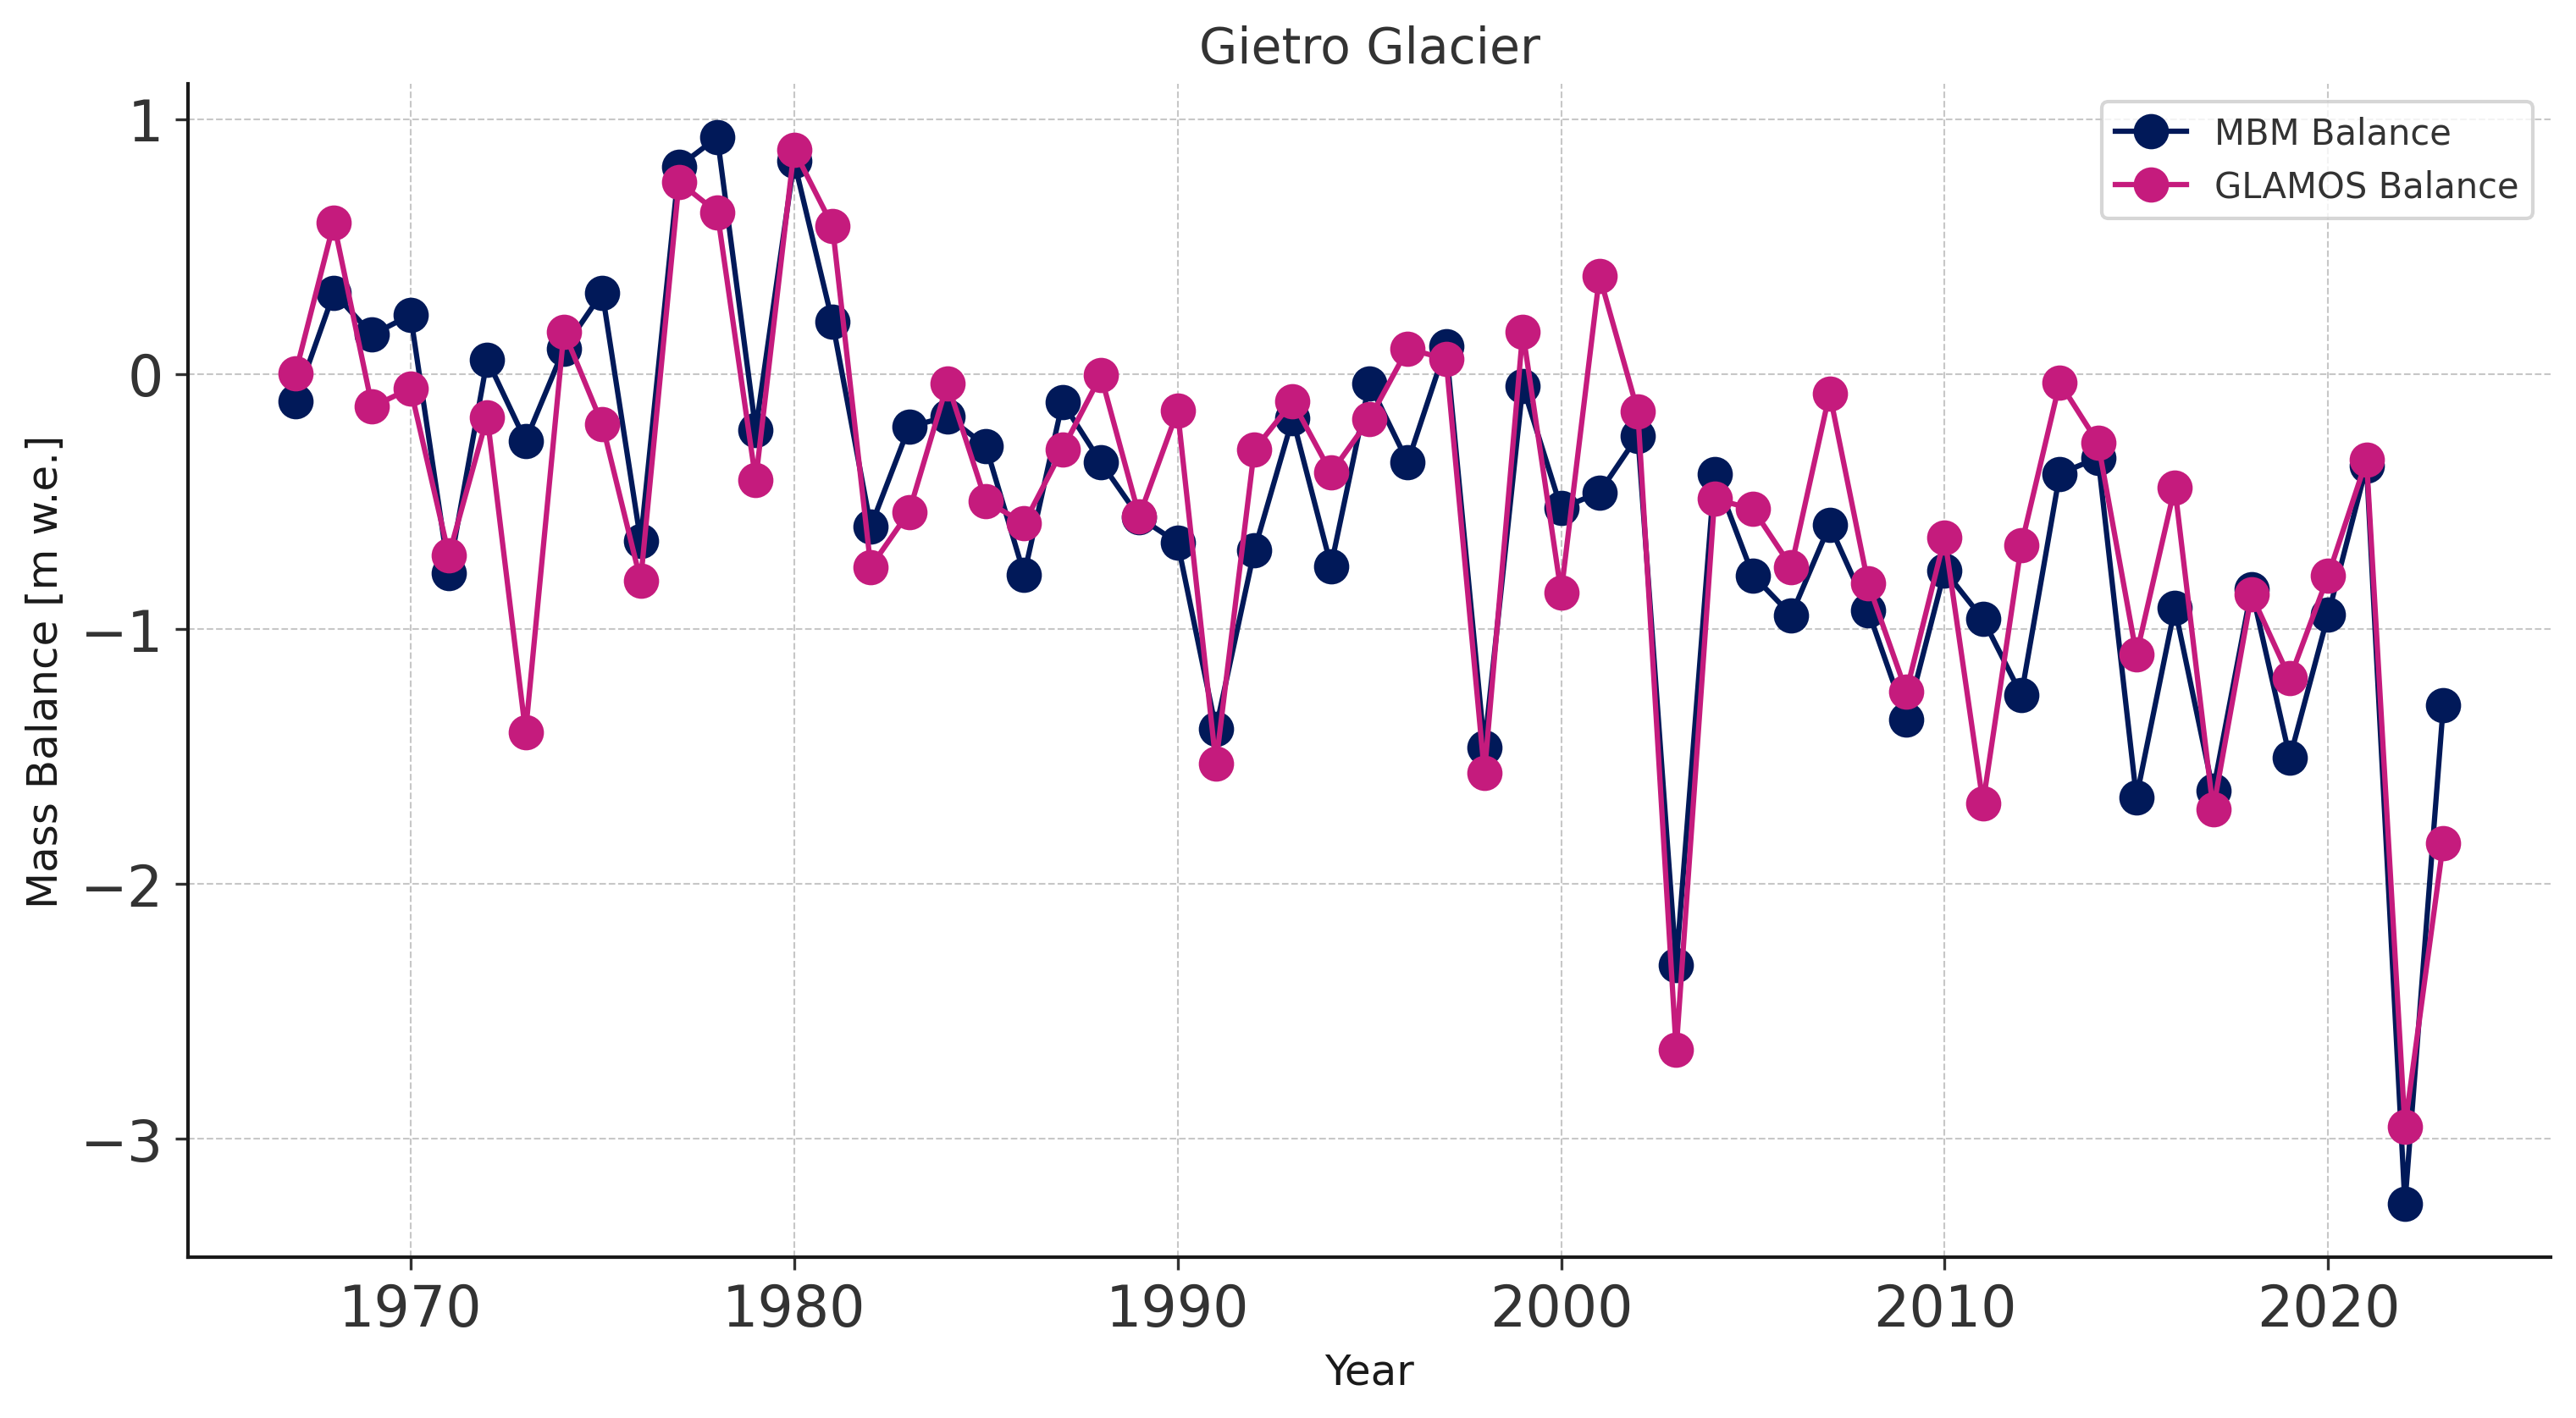 Gietro Glacier
MBM Balance
GLAMOS Balance
Mass Balance [m w.e.]
1
0
−1
−2
−3
1970 1980 1990 2000 2010 2020
Year